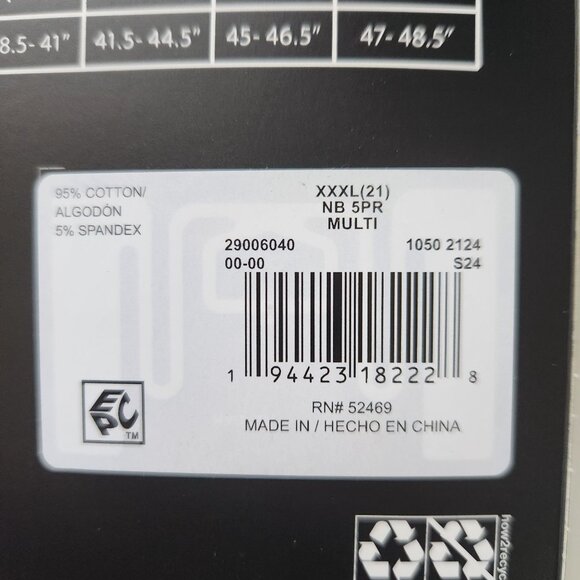 8.5- 41" 41.5- 44.5" 45- 46.5" 47- 48.5"
95% COTTON/
ALGODÓN
5% SPANDEX
XXXL(21)
NB 5PR
MULTI
29006040 1050 2124
00-00 S24
1 94423 18222 8
RN# 52469
MADE IN / HECHO EN CHINA
EPC
TM
how2recyc